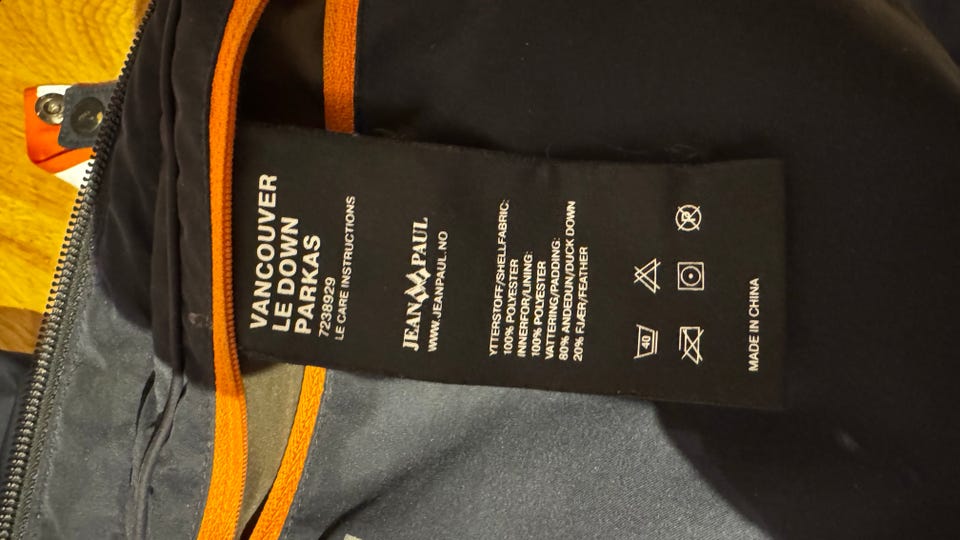 VANCOUVER
LE DOWN
PARKAS
7238929
LE CARE INSTRUCTIONS
JEAN PAUL
WWW.JEANPAUL.NO
YTTERSTOFF/SHELLFABRIC:
100% POLYESTER
INNERFOR/LINING:
100% POLYESTER
VATTERING/PADDING:
80% ANDEDUN/DUCK DOWN
20% FJÆR/FEATHER
40
P
MADE IN CHINA